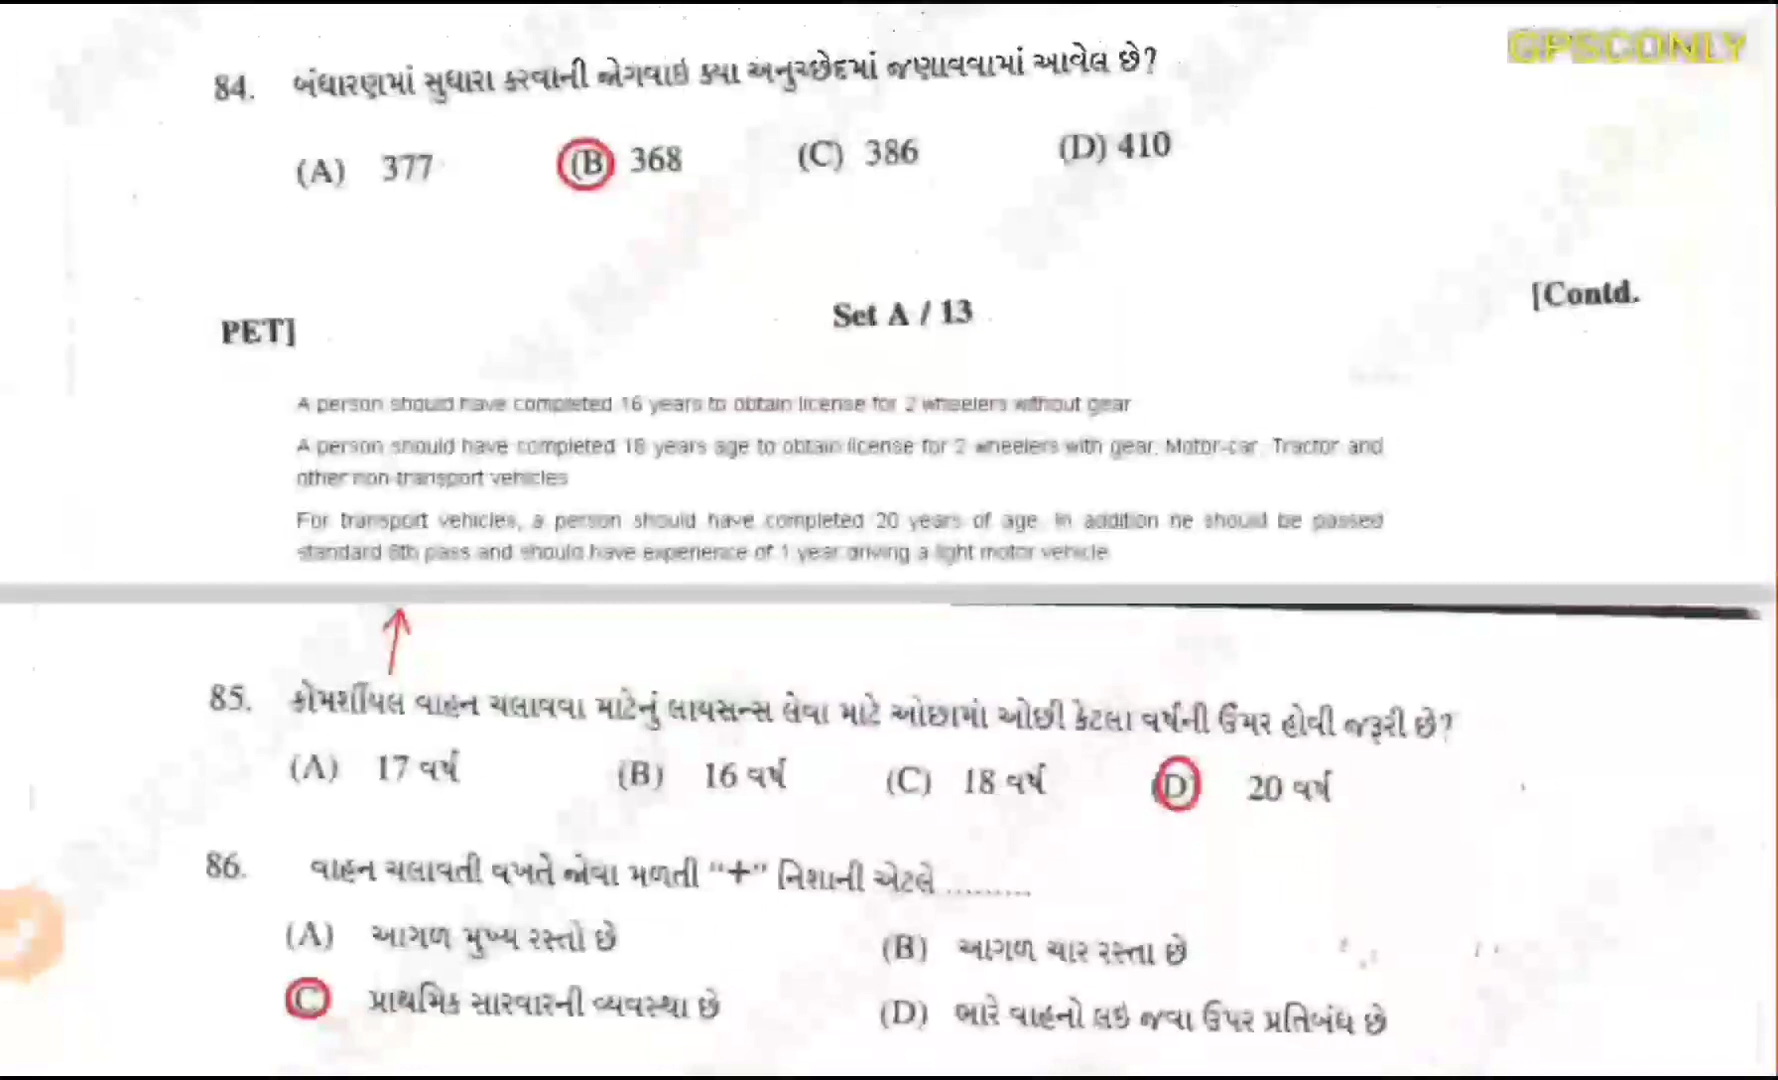 GPSCONLY
84. બંધારણમાં સુધારા કરવાની જોગવાઇ ક્યા અનુચ્છેદમાં જણાવવામાં આવેલ છે?
(A) 377 (B) 368 (C) 386 (D) 410
PET] Set A / 13 [Contd.
A person should have completed 16 years to obtain license for 2 wheelers without gear
A person should have completed 18 years age to obtain license for 2 wheelers with gear, Motor-car, Tractor and
other non-transport vehicles
For transport vehicles, a person should have completed 20 years of age. In addition he should be passed
standard 8th pass and should have experience of 1 year driving a light motor vehicle
85. કોમર્શીયલ વાહન ચલાવવા માટેનું લાયસન્સ લેવા માટે ઓછામાં ઓછી કેટલા વર્ષની ઉંમર હોવી જરૂરી છે?
(A) 17 વર્ષ (B) 16 વર્ષ (C) 18 વર્ષ (D) 20 વર્ષ
86. વાહન ચલાવતી વખતે જોવા મળતી “+” નિશાની એટલે .........
(A) આગળ મુખ્ય રસ્તો છે (B) આગળ ચાર રસ્તા છે
(C) પ્રાથમિક સારવારની વ્યવસ્થા છે (D) ભારે વાહનો લઇ જવા ઉપર પ્રતિબંધ છે